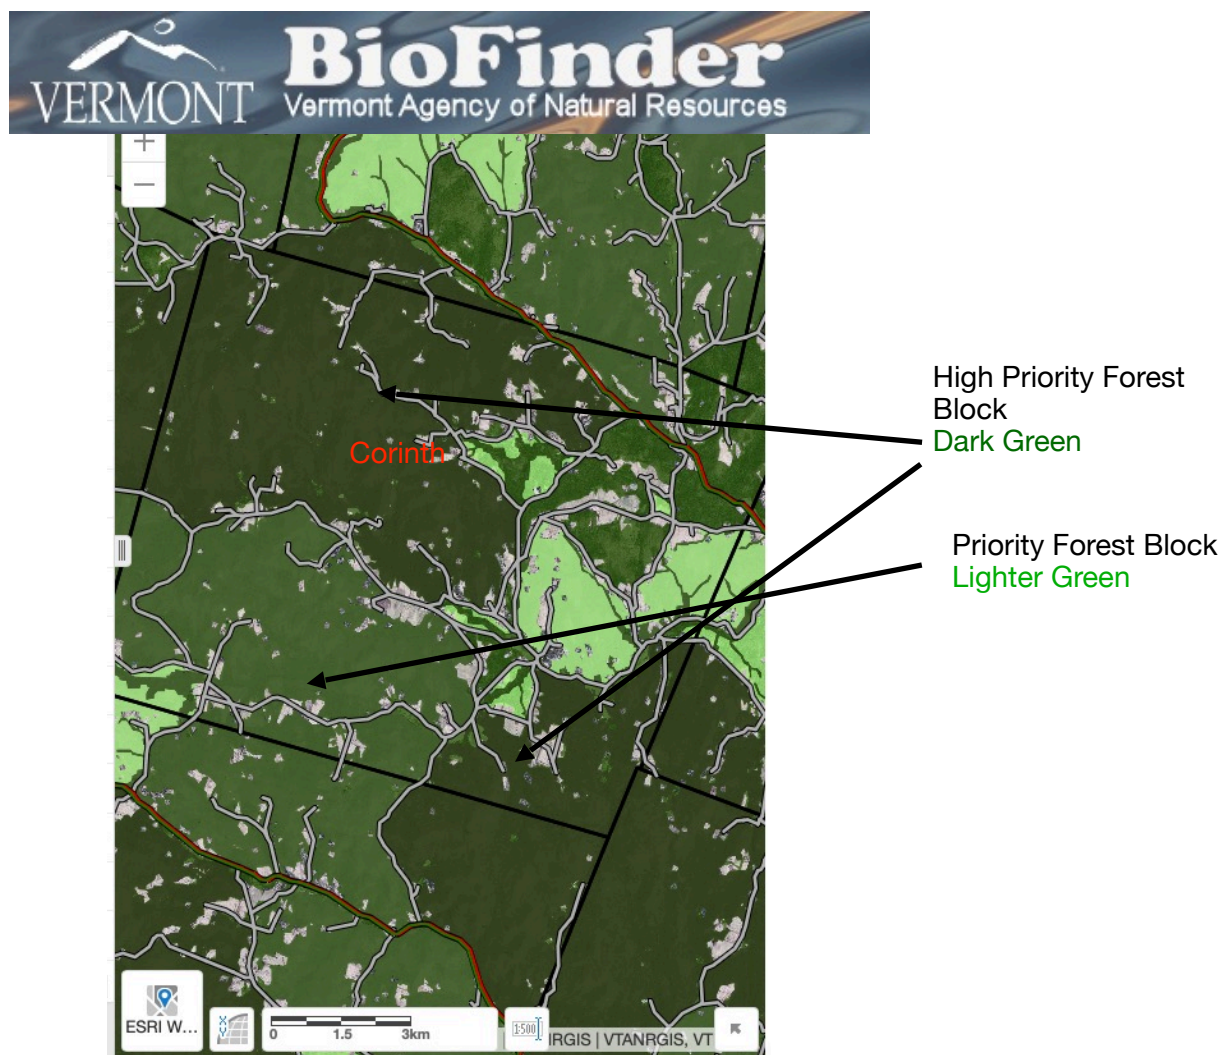 VERMONT
BioFinder
Vermont Agency of Natural Resources
+
−
High Priority Forest
Block
Dark Green
Corinth
Priority Forest Block
Lighter Green
ESRI W...
X
Y
0 1.5 3km
1:500
IRGIS | VTANRGIS, VT